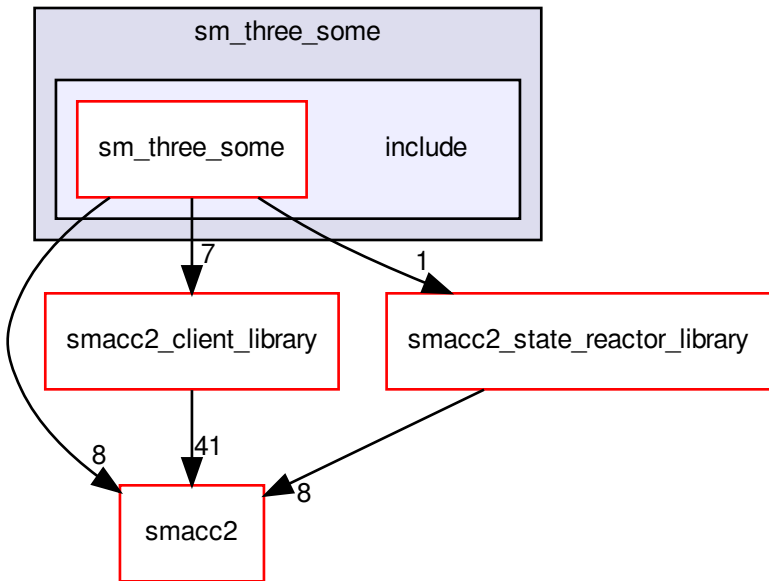 sm_three_some
sm_three_some
include
7
1
smacc2_client_library
smacc2_state_reactor_library
8
41
8
smacc2